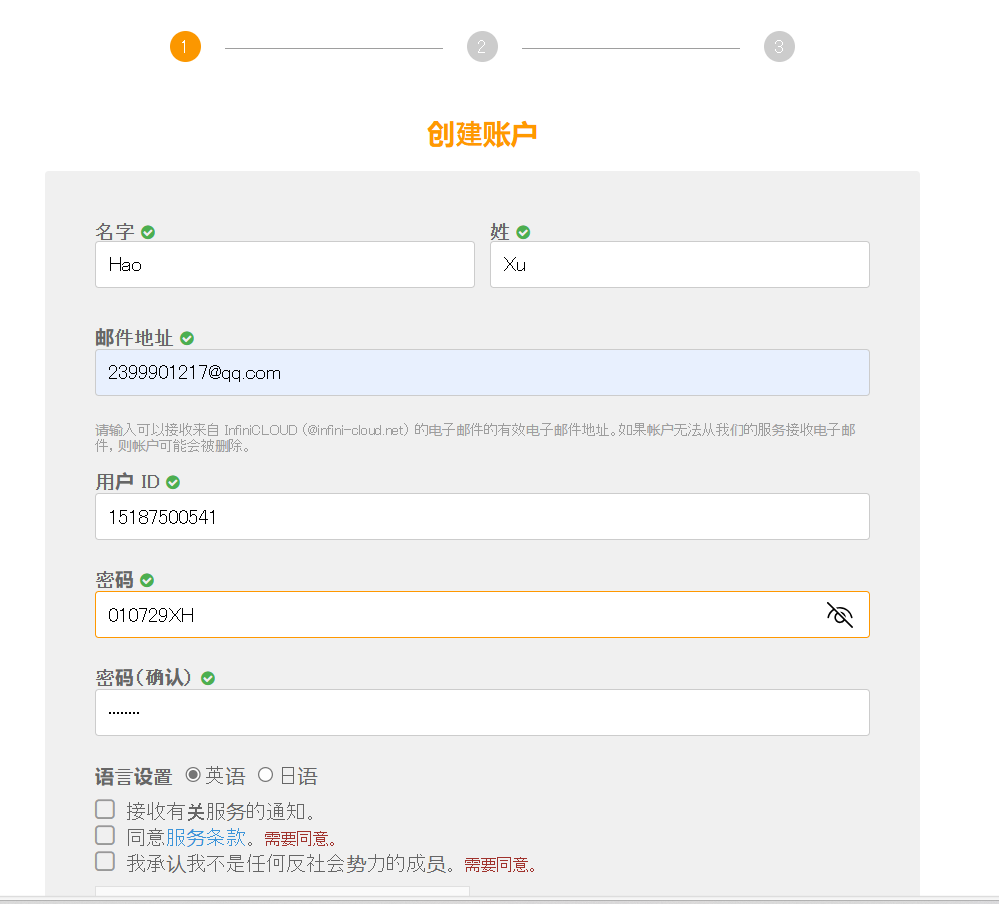 1 2 3
创建账户
名字 姓
Hao Xu
邮件地址
2399901217@qq.com
请输入可以接收来自 InfiniCLOUD (@infini-cloud.net) 的电子邮件的有效电子邮件地址。如果帐户无法从我们的服务接收电子邮
件，则帐户可能会被删除。
用户 ID
15187500541
密码
010729XH
密码（确认）
········
语言设置 英语 日语
接收有关服务的通知。
同意服务条款。需要同意。
我承认我不是任何反社会势力的成员。需要同意。